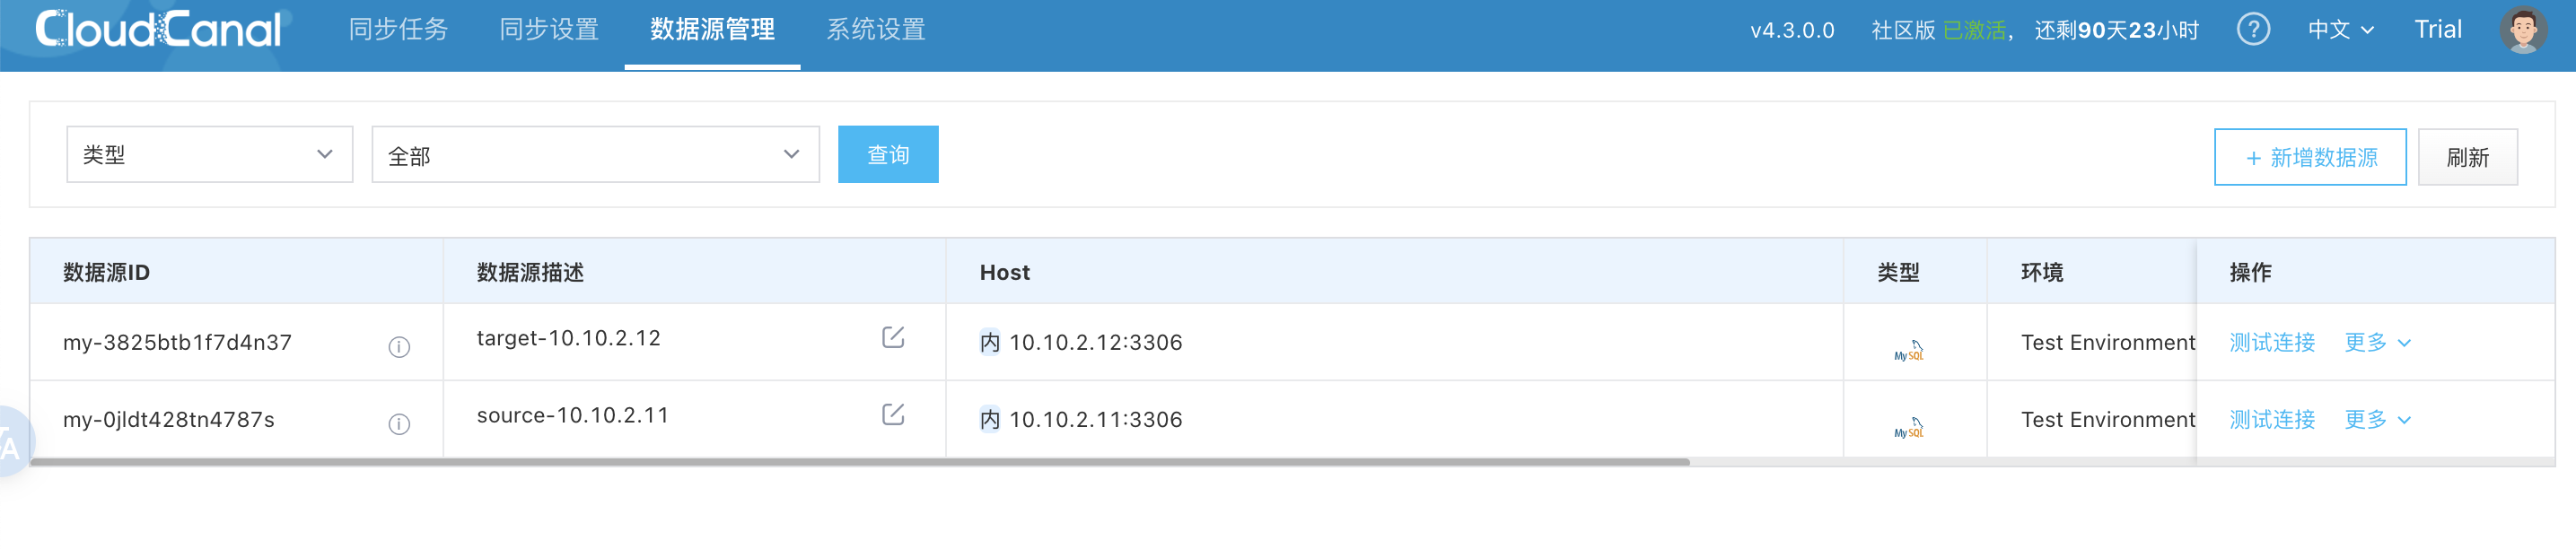 CloudCanal 同步任务 同步设置 数据源管理 系统设置 v4.3.0.0 社区版 已激活, 还剩90天23小时 ? 中文 Trial
类型 全部 查询 + 新增数据源 刷新
数据源ID 数据源描述 Host 类型 环境 操作
my-3825btb1f7d4n37 target-10.10.2.12 内 10.10.2.12:3306 MySQL Test Environment 测试连接 更多
my-0jldt428tn4787s source-10.10.2.11 内 10.10.2.11:3306 MySQL Test Environment 测试连接 更多
A